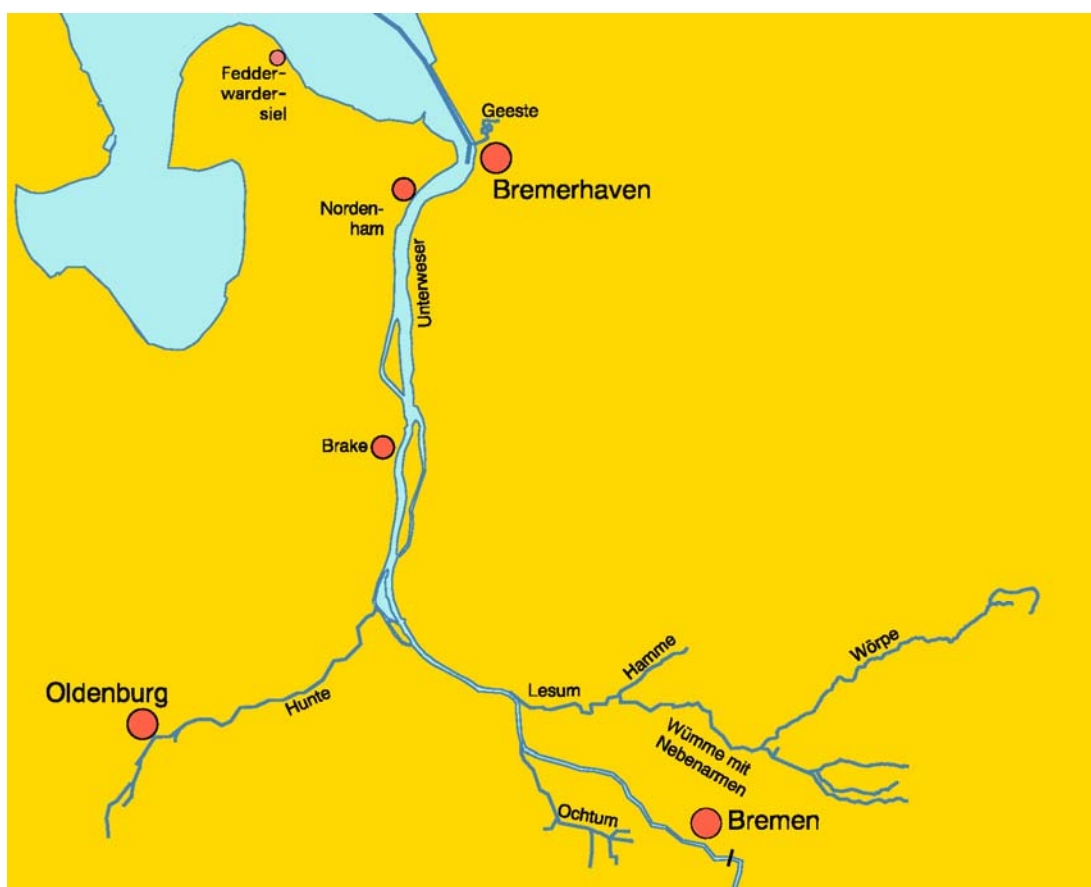 Fedder-
warder-
siel
Geeste
Bremerhaven
Norden-
ham
Unterweser
Brake
Hamme
Wörpe
Oldenburg
Hunte
Lesum
Wümme mit
Nebenarmen
Ochtum
Bremen